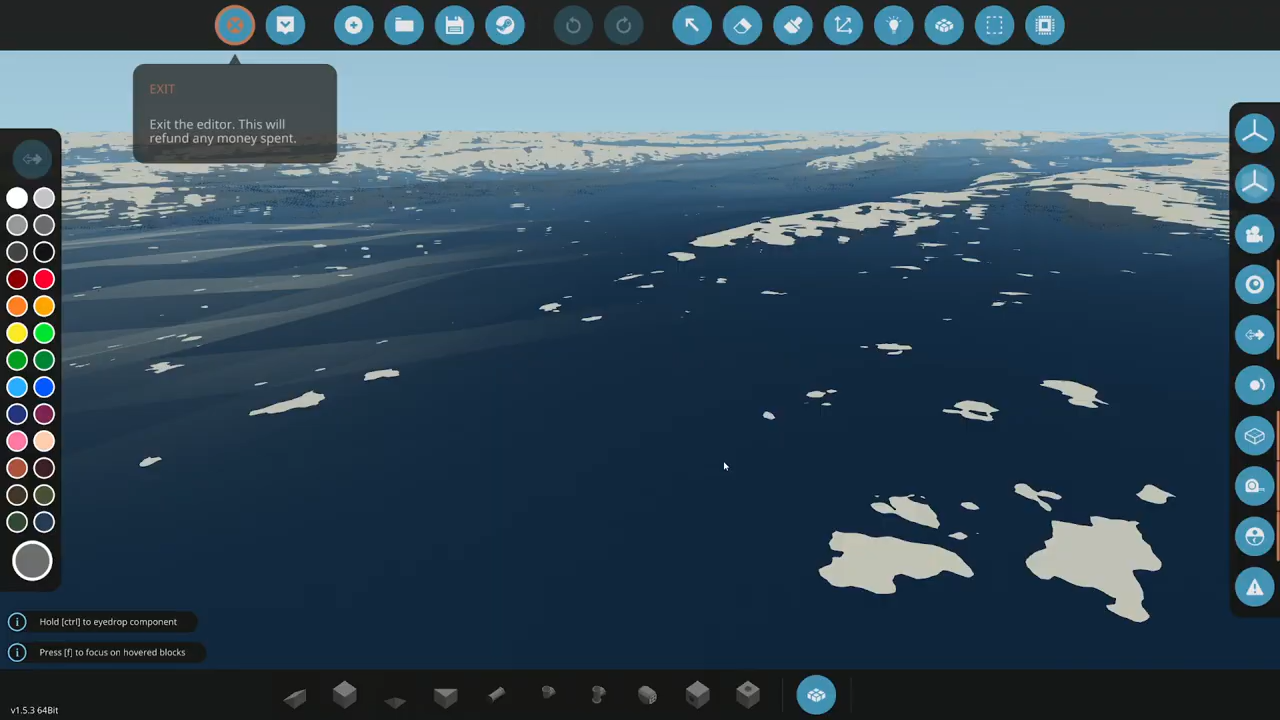 EXIT
Exit the editor. This will
refund any money spent.
Hold [ctrl] to eyedrop component
Press [f] to focus on hovered blocks
v1.5.3 64Bit